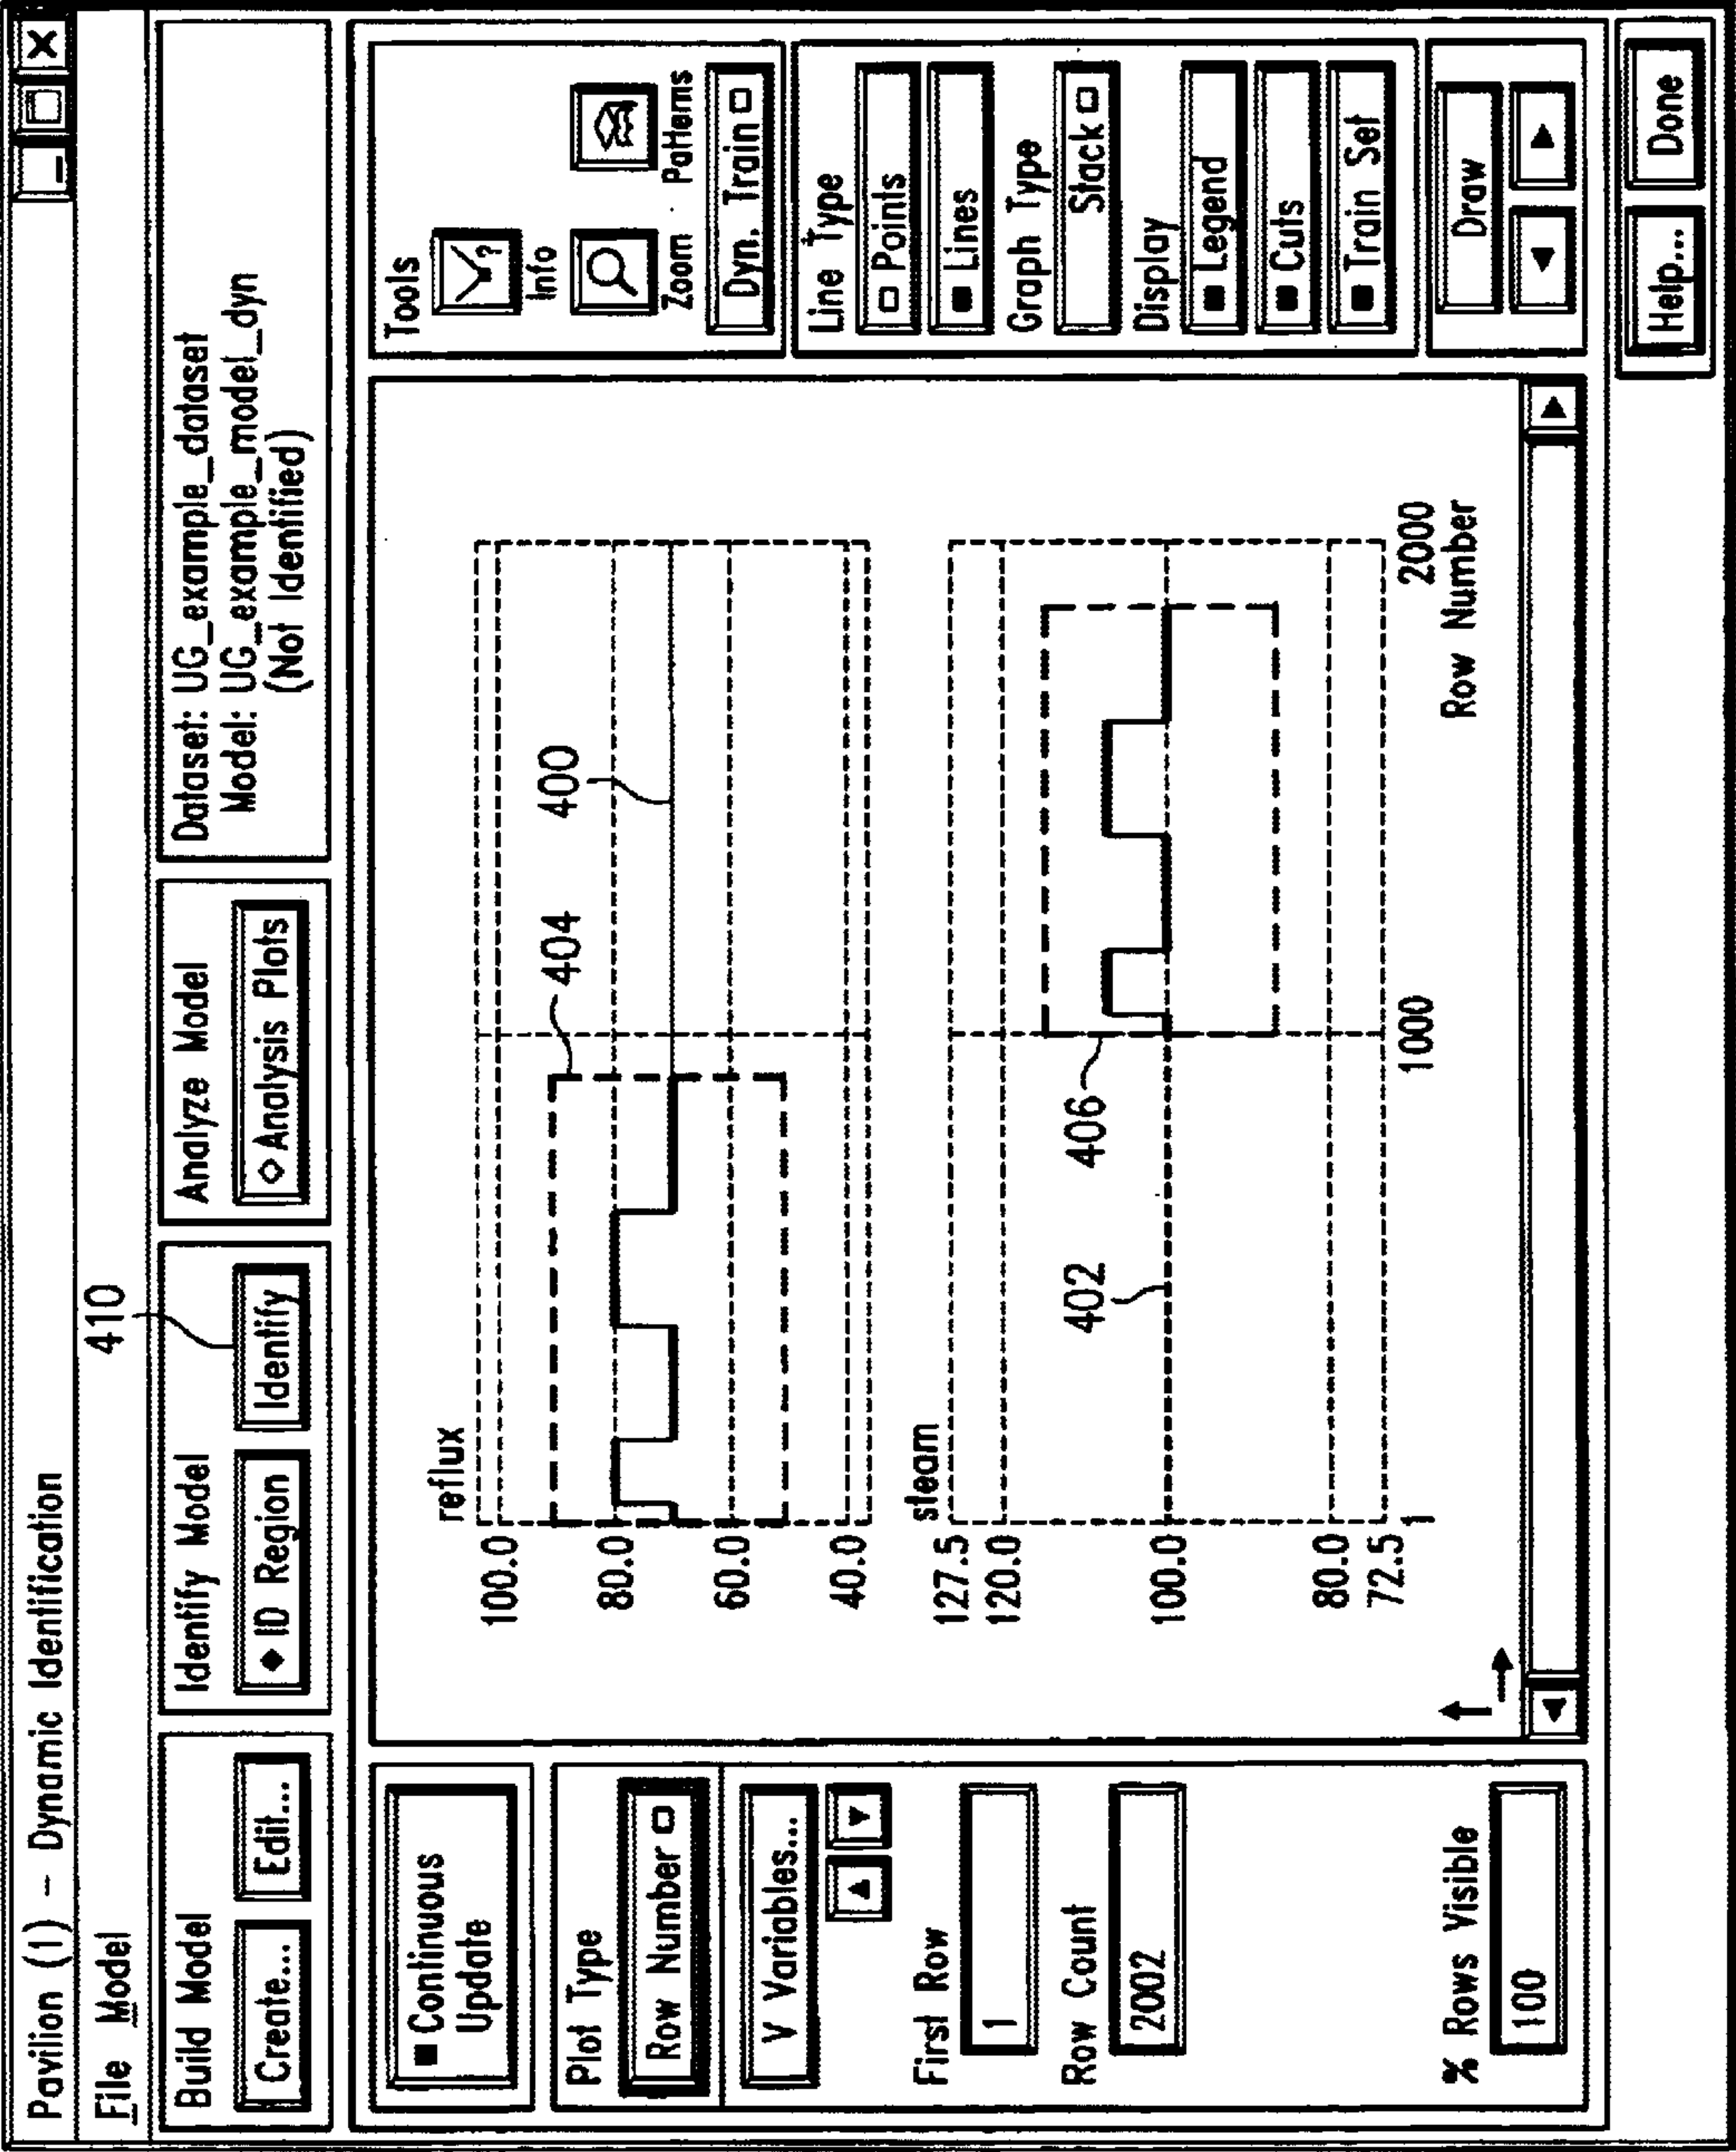 Pavilion (1) – Dynamic Identification
File Model
410
Build Model
Create... Edit...
Identify Model
ID Region Identify
Analyze Model
Analysis Plots
Dataset: UG_example_dataset
Model: UG_example_model_dyn
(Not Identified)
Continuous
Update
Plot Type
Row Number
V Variables...
First Row
1
Row Count
2002
% Rows Visible
100
reflux
100.0
80.0
60.0
40.0
404
400
steam
127.5
120.0
100.0
80.0
72.5
402
406
1 1000 2000
Row Number
Tools
?
Info
Zoom Patterns
Dyn. Train
Line Type
Points
Lines
Graph Type
Stack
Display
Legend
Cuts
Train Set
Draw
Help... Done